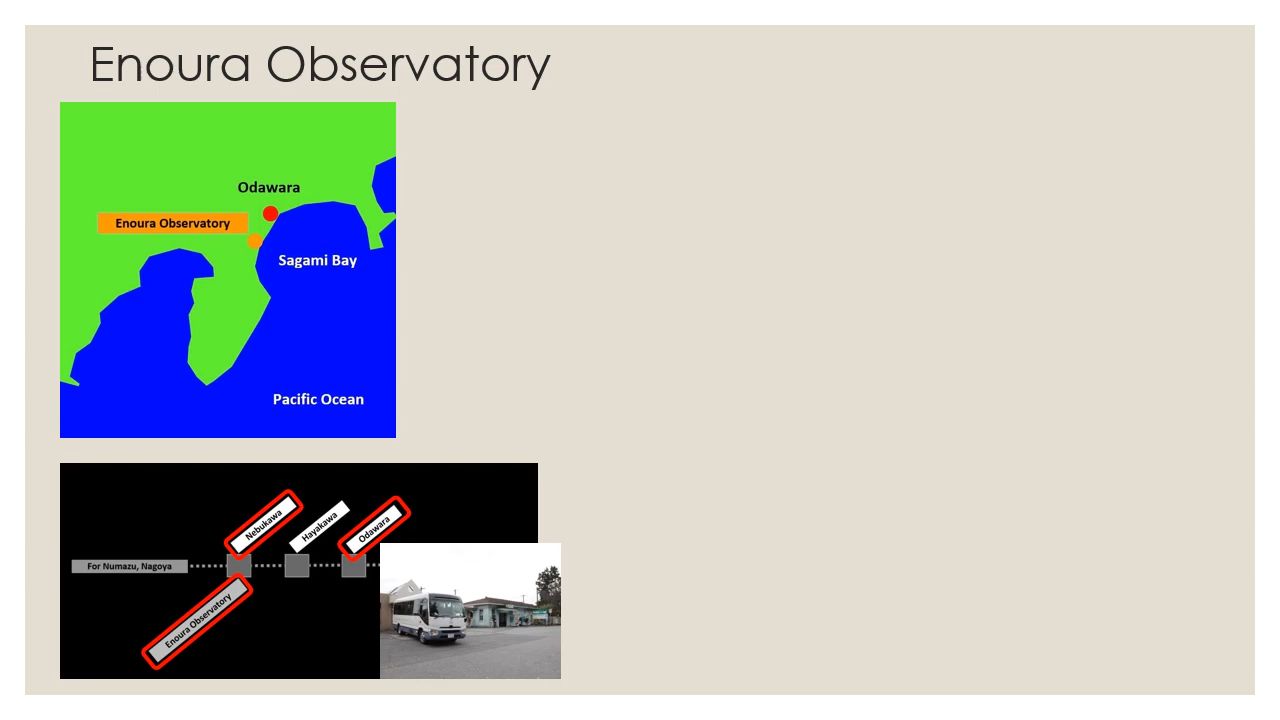 Enoura Observatory
Odawara
Enoura Observatory
Sagami Bay
Pacific Ocean
Nebukawa
Hayakawa
Odawara
For Numazu, Nagoya
Enoura Observatory